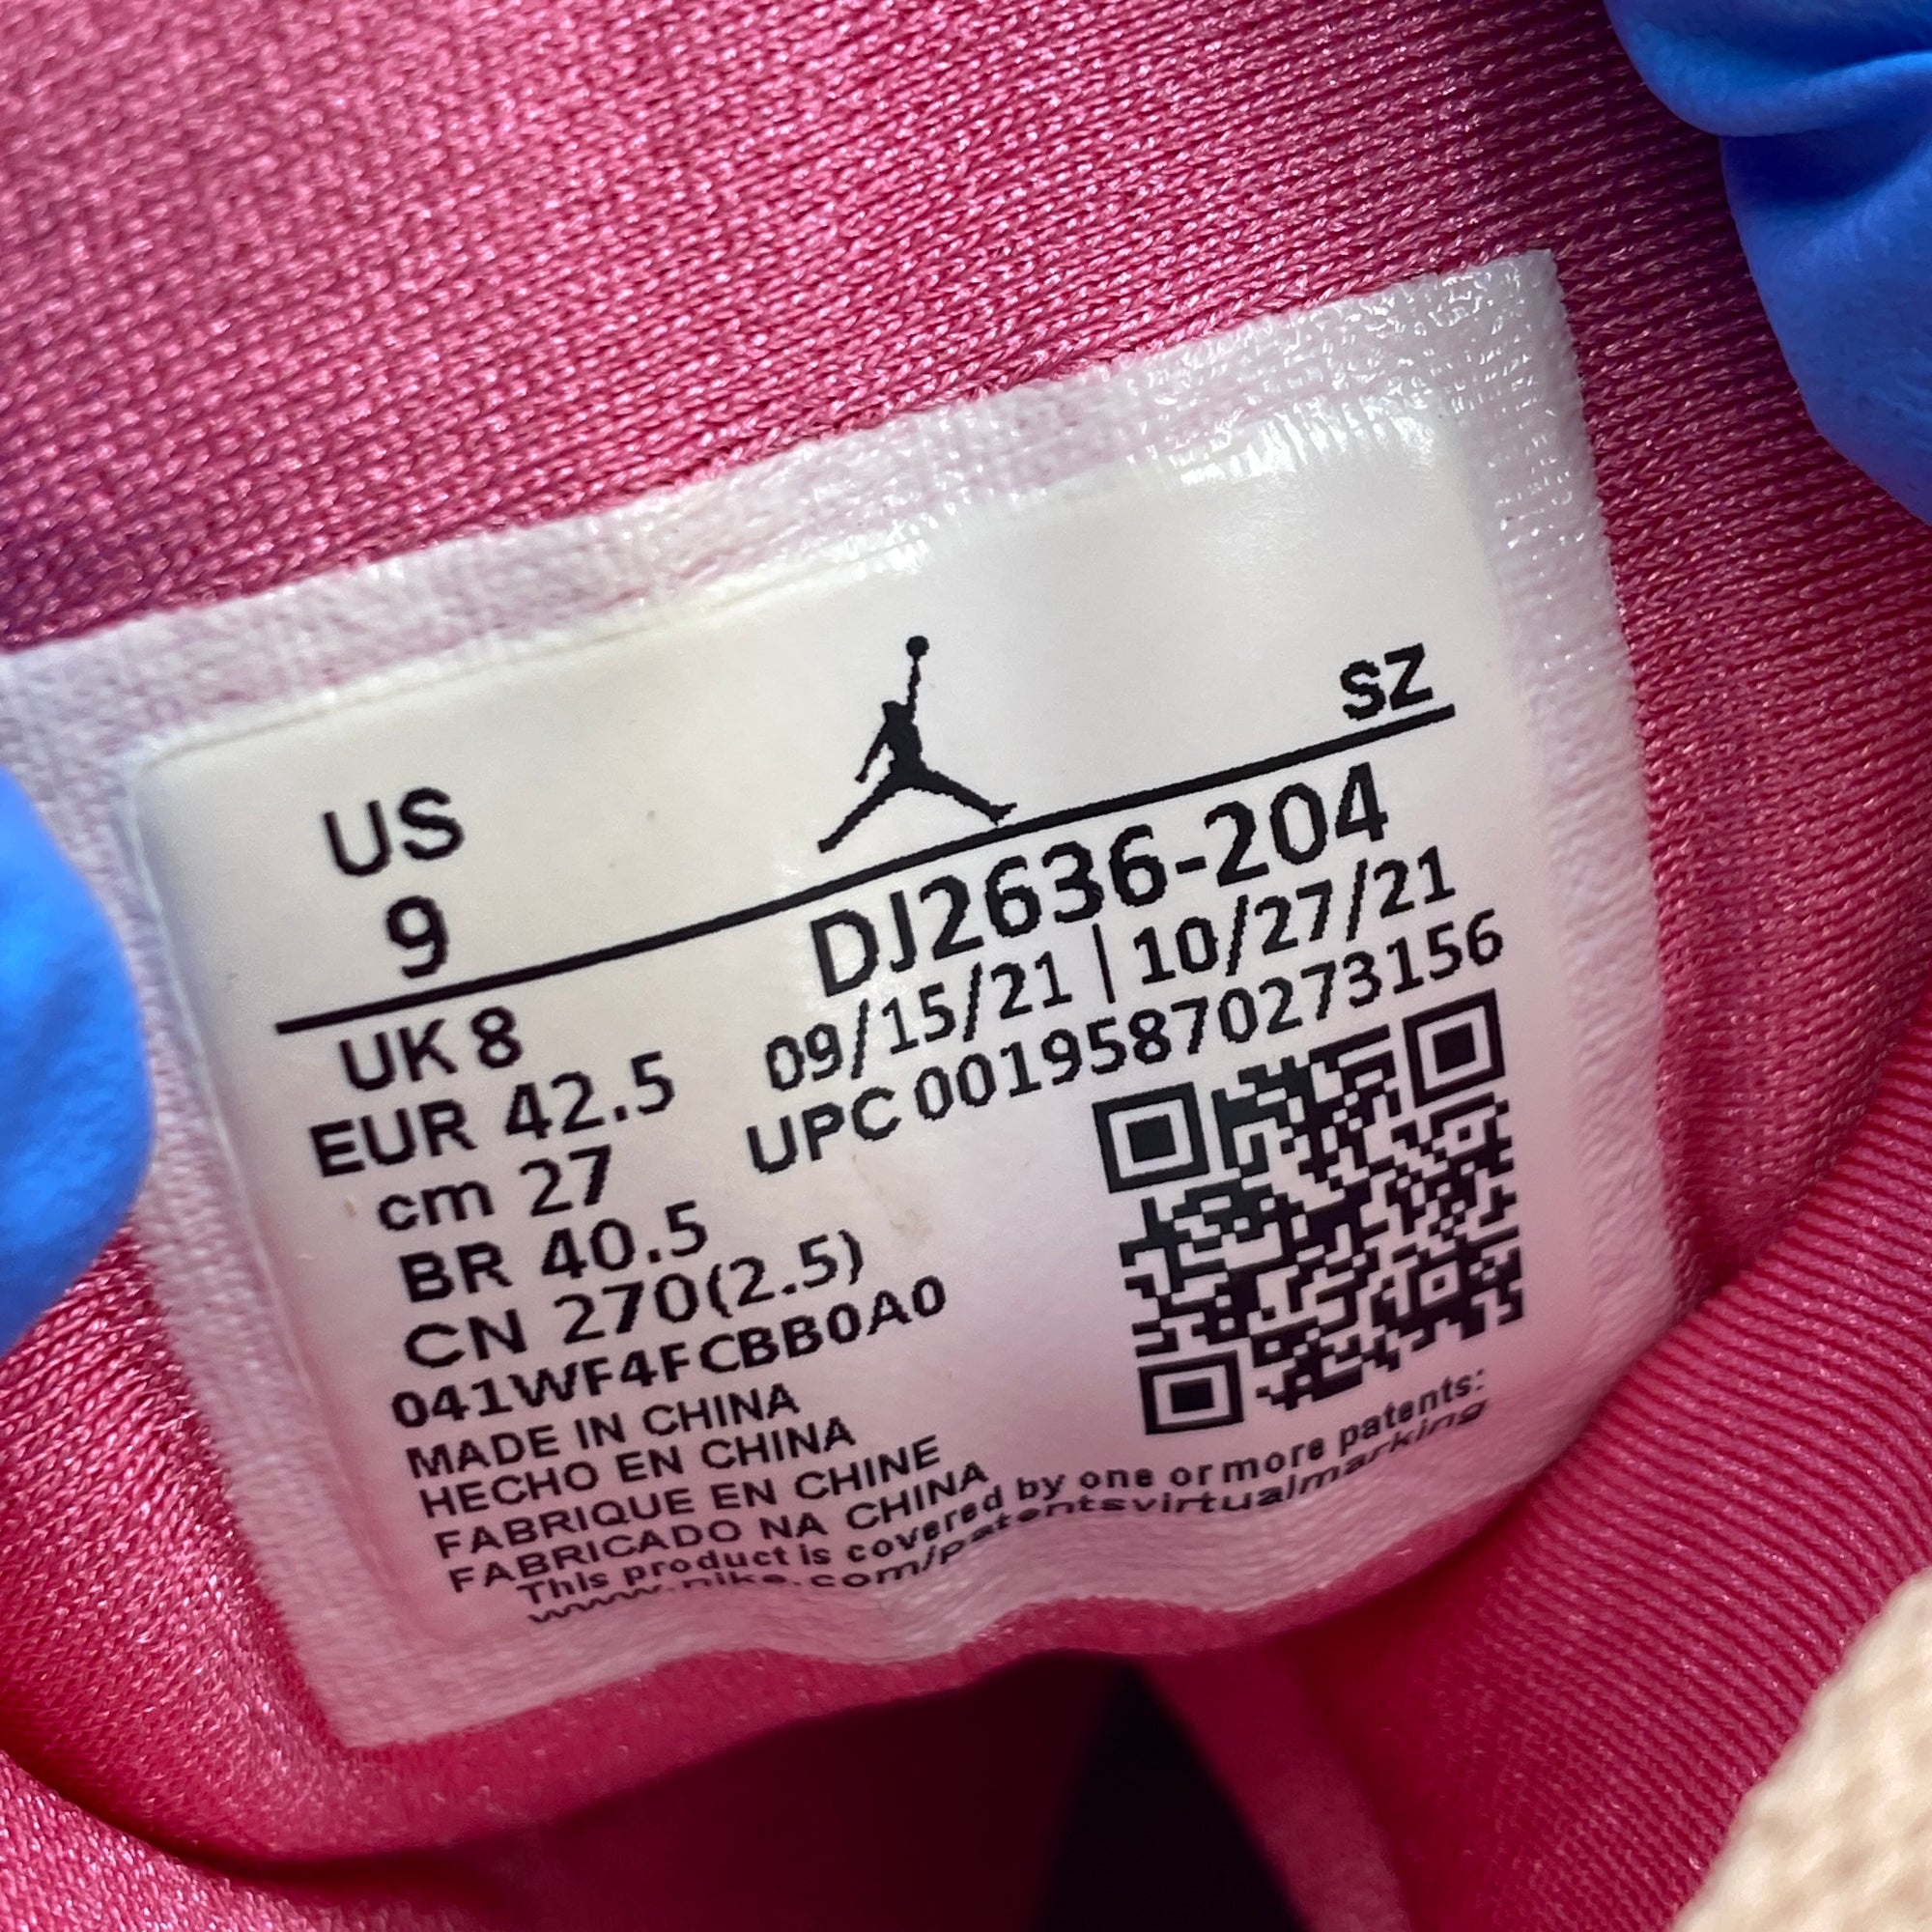 US
9
SZ
UK 8
EUR 42.5
cm 27
BR 40.5
CN 270(2.5)
041WF4FCBB0A0
DJ2636-204
09/15/21 | 10/27/21
UPC 00195870273156
MADE IN CHINA
HECHO EN CHINA
FABRIQUE EN CHINE
FABRICADO NA CHINA
This product is covered by one or more patents:
www.nike.com/patentsvirtualmarking